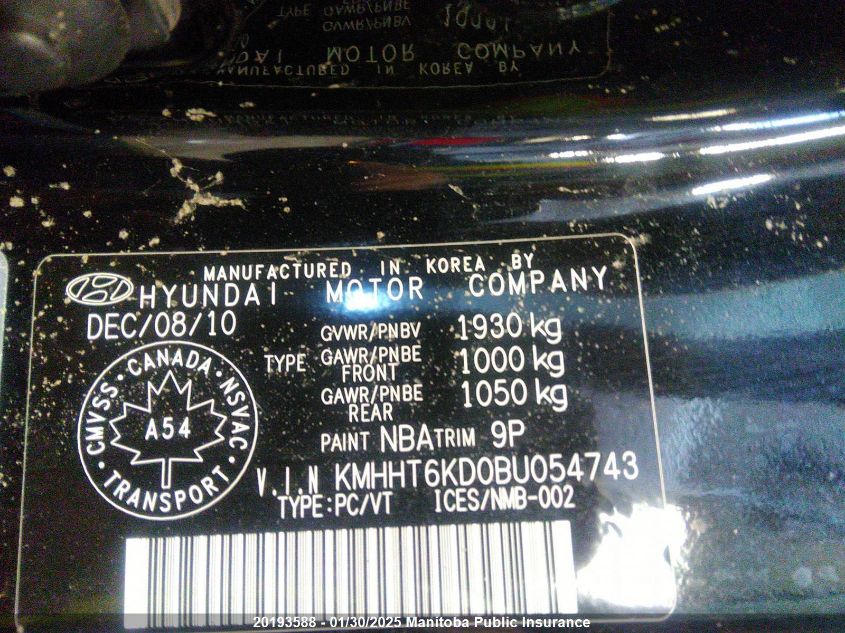 MANUFACTURED IN KOREA BY
HYUNDAI MOTOR COMPANY
DEC/08/10
GVWR/PNBV 1930 kg
TYPE GAWR/PNBE FRONT 1000 kg
GAWR/PNBE REAR 1050 kg
PAINT NBA TRIM 9P
V.I.N KMHHT6KD0BU054743
TYPE:PC/VT ICES/NMB-002
CMVSS · CANADA · NSVAC · TRANSPORT
A54
20193588 - 01/30/2025 Manitoba Public Insurance